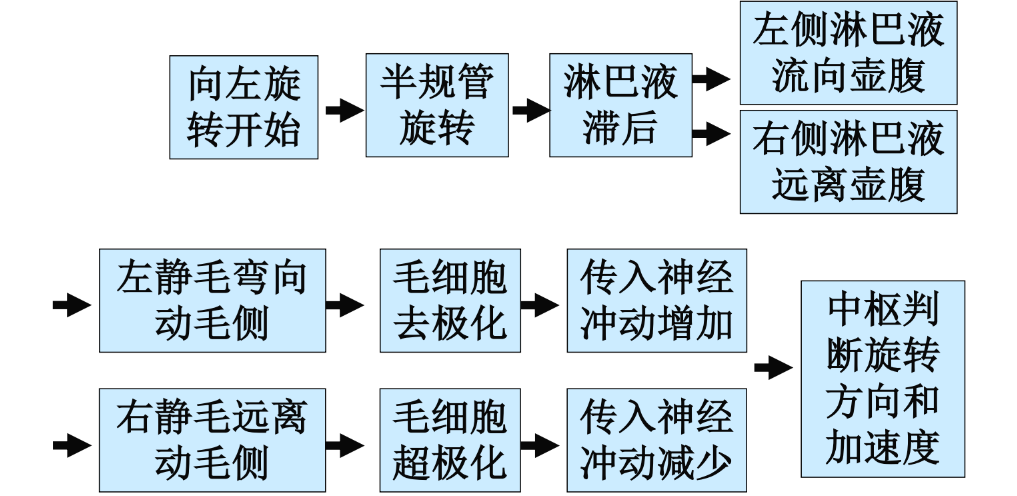 向左旋
转开始
半规管
旋转
淋巴液
滞后
左侧淋巴液
流向壶腹
右侧淋巴液
远离壶腹
左静毛弯向
动毛侧
毛细胞
去极化
传入神经
冲动增加
右静毛远离
动毛侧
毛细胞
超极化
传入神经
冲动减少
中枢判
断旋转
方向和
加速度